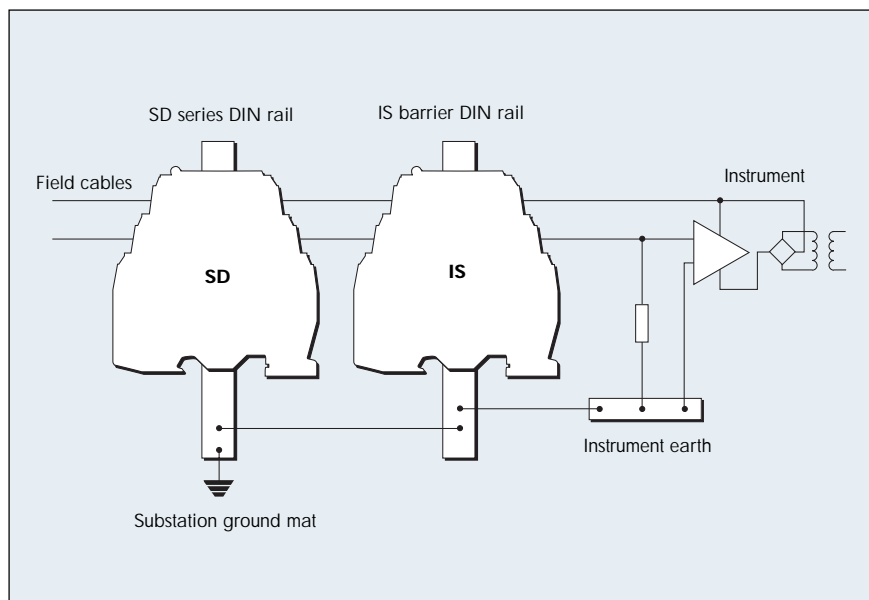 SD series DIN rail
IS barrier DIN rail
Field cables
Instrument
SD
IS
Instrument earth
Substation ground mat